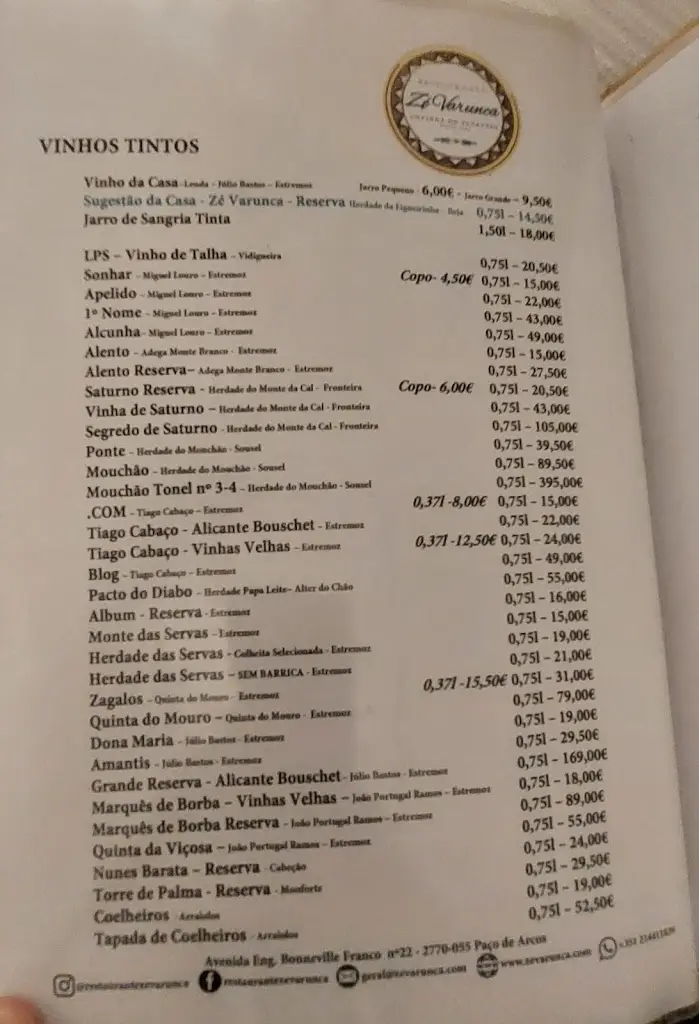 Zé Varunca
VINHOS TINTOS
Vinho da Casa - Lenda - Júlio Bastos - Estremoz Jarro Pequeno - 6,00€ - Jarro Grande - 9,50€
Sugestão da Casa - Zé Varunca - Reserva Herdade da Figueirinha - Beja 0,75l - 14,50€
Jarro de Sangria Tinta 1,50l - 18,00€
LPS – Vinho de Talha - Vidigueira 0,75l - 20,50€
Sonhar - Miguel Louro - Estremoz Copo- 4,50€ 0,75l - 15,00€
Apelido - Miguel Louro - Estremoz 0,75l - 22,00€
1º Nome - Miguel Louro - Estremoz 0,75l - 43,00€
Alcunha- Miguel Louro - Estremoz 0,75l - 49,00€
Alento - Adega Monte Branco - Estremoz 0,75l - 15,00€
Alento Reserva– Adega Monte Branco - Estremoz 0,75l - 27,50€
Saturno Reserva - Herdade do Monte da Cal - Fronteira Copo- 6,00€ 0,75l - 20,50€
Vinha de Saturno – Herdade do Monte da Cal - Fronteira 0,75l - 43,00€
Segredo de Saturno - Herdade do Monte da Cal - Fronteira 0,75l - 105,00€
Ponte - Herdade do Mouchão - Sousel 0,75l - 39,50€
Mouchão - Herdade do Mouchão - Sousel 0,75l - 89,50€
Mouchão Tonel nº 3-4 – Herdade do Mouchão - Sousel 0,75l - 395,00€
.COM - Tiago Cabaço - Estremoz 0,37l -8,00€ 0,75l - 15,00€
Tiago Cabaço - Alicante Bouschet - Estremoz 0,75l - 22,00€
Tiago Cabaço - Vinhas Velhas - Estremoz 0,37l -12,50€ 0,75l - 24,00€
Blog - Tiago Cabaço - Estremoz 0,75l - 49,00€
Pacto do Diabo - Herdade Papa Leite- Alter do Chão 0,75l - 55,00€
Album - Reserva - Estremoz 0,75l - 16,00€
Monte das Servas - Estremoz 0,75l - 15,00€
Herdade das Servas - Colheita Selecionada - Estremoz 0,75l - 19,00€
Herdade das Servas – SEM BARRICA - Estremoz 0,75l - 21,00€
Zagalos - Quinta do Mouro - Estremoz 0,37l -15,50€ 0,75l - 31,00€
Quinta do Mouro – Quinta do Mouro - Estremoz 0,75l - 79,00€
Dona Maria - Júlio Bastos - Estremoz 0,75l - 19,00€
Amantis - Júlio Bastos - Estremoz 0,75l - 29,50€
Grande Reserva - Alicante Bouschet - Júlio Bastos - Estremoz 0,75l - 169,00€
Marquês de Borba – Vinhas Velhas – João Portugal Ramos – Estremoz 0,75l - 18,00€
Marquês de Borba Reserva - João Portugal Ramos - Estremoz 0,75l - 89,00€
Quinta da Viçosa – João Portugal Ramos - Estremoz 0,75l - 55,00€
Nunes Barata – Reserva - Cabeção 0,75l - 24,00€
Torre de Palma - Reserva - Monforte 0,75l - 29,50€
Coelheiros - Arraiolos 0,75l - 19,00€
Tapada de Coelheiros - Arraiolos 0,75l - 52,50€
Avenida Eng. Bonneville Franco nº22 - 2770-055 Paço de Arcos
@restaurantezevarunca restaurantezevarunca geral@zevarunca.com www.zevarunca.com